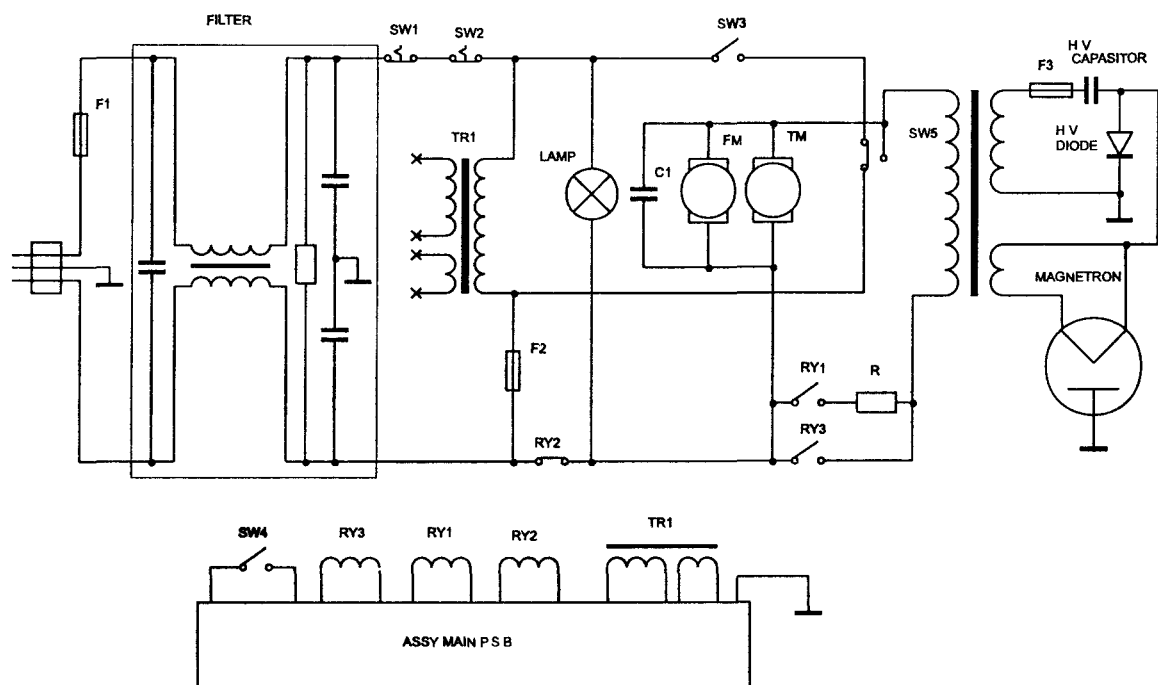 FILTER
SW1
SW2
SW3
H V
CAPASITOR
F3
F1
TR1
LAMP
C1
FM
TM
SW5
H V
DIODE
MAGNETRON
F2
RY1
R
RY2
RY3
SW4
RY3
RY1
RY2
TR1
ASSY MAIN P S B